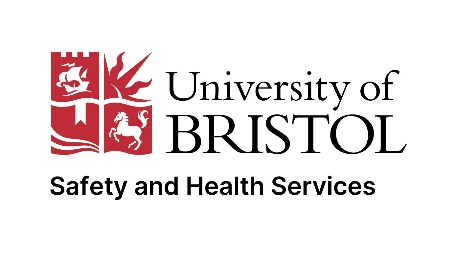 University of
BRISTOL
Safety and Health Services